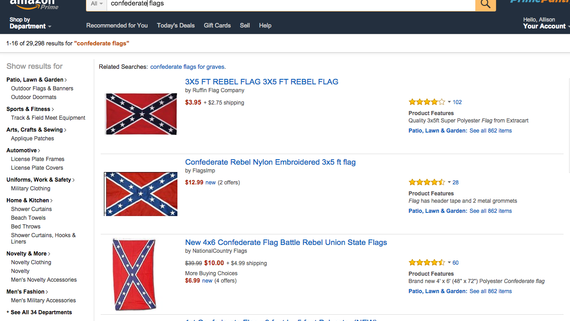 amazon
Prime
All
confederate flags
Shop by
Department
Recommended for You
Today's Deals
Gift Cards
Sell
Help
Hello, Allison
Your Account
1-16 of 29,298 results for "confederate flags"
Show results for
Patio, Lawn & Garden
Outdoor Flags & Banners
Outdoor Doormats
Sports & Fitness
Track & Field Meet Equipment
Arts, Crafts & Sewing
Applique Patches
Automotive
License Plate Frames
License Plate Covers
Uniforms, Work & Safety
Military Clothing
Home & Kitchen
Shower Curtains
Beach Towels
Bed Throws
Shower Curtains, Hooks &
Liners
Novelty & More
Novelty Clothing
Novelty
Men's Novelty Accessories
Men's Fashion
Men's Military Accessories
+ See All 34 Departments
Related Searches: confederate flags for graves.
3X5 FT REBEL FLAG 3X5 FT REBEL FLAG
by Ruffin Flag Company
$3.95 + $2.75 shipping
102
Product Features
Quality 3x5ft Super Polyester Flag from Extracart
Patio, Lawn & Garden: See all 862 items
Confederate Rebel Nylon Embroidered 3x5 ft flag
by FlagsImp
$12.99 new (2 offers)
28
Product Features
Flag has header tape and 2 metal grommets
Patio, Lawn & Garden: See all 862 items
New 4x6 Confederate Flag Battle Rebel Union State Flags
by NationalCountry Flags
$39.99 $10.00 + $4.99 shipping
More Buying Choices
$6.99 new (4 offers)
60
Product Features
Brand new 4' x 6' (48" x 72") Polyester Confederate flag
Patio, Lawn & Garden: See all 862 items